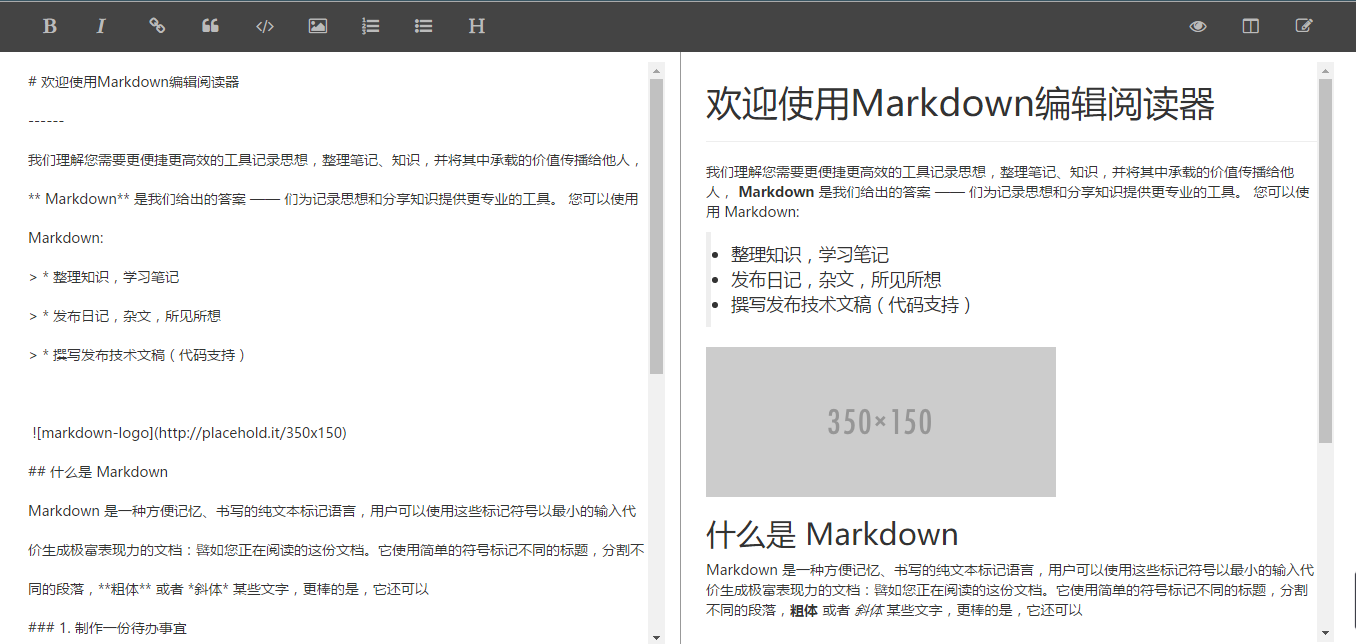 B I H
# 欢迎使用Markdown编辑阅读器
------
我们理解您需要更便捷更高效的工具记录思想，整理笔记、知识，并将其中承载的价值传播给他人，
** Markdown** 是我们给出的答案 —— 们为记录思想和分享知识提供更专业的工具。 您可以使用
Markdown:
> * 整理知识，学习笔记
> * 发布日记，杂文，所见所想
> * 撰写发布技术文稿（代码支持）
![markdown-logo](http://placehold.it/350x150)
## 什么是 Markdown
Markdown 是一种方便记忆、书写的纯文本标记语言，用户可以使用这些标记符号以最小的输入代
价生成极富表现力的文档：譬如您正在阅读的这份文档。它使用简单的符号标记不同的标题，分割不
同的段落，**粗体** 或者 *斜体* 某些文字，更棒的是，它还可以
### 1. 制作一份待办事宜
欢迎使用Markdown编辑阅读器
我们理解您需要更便捷更高效的工具记录思想，整理笔记、知识，并将其中承载的价值传播给他
人， Markdown 是我们给出的答案 —— 们为记录思想和分享知识提供更专业的工具。 您可以使
用 Markdown:
整理知识，学习笔记
发布日记，杂文，所见所想
撰写发布技术文稿（代码支持）
350×150
什么是 Markdown
Markdown 是一种方便记忆、书写的纯文本标记语言，用户可以使用这些标记符号以最小的输入代
价生成极富表现力的文档：譬如您正在阅读的这份文档。它使用简单的符号标记不同的标题，分割
不同的段落，粗体 或者 斜体 某些文字，更棒的是，它还可以